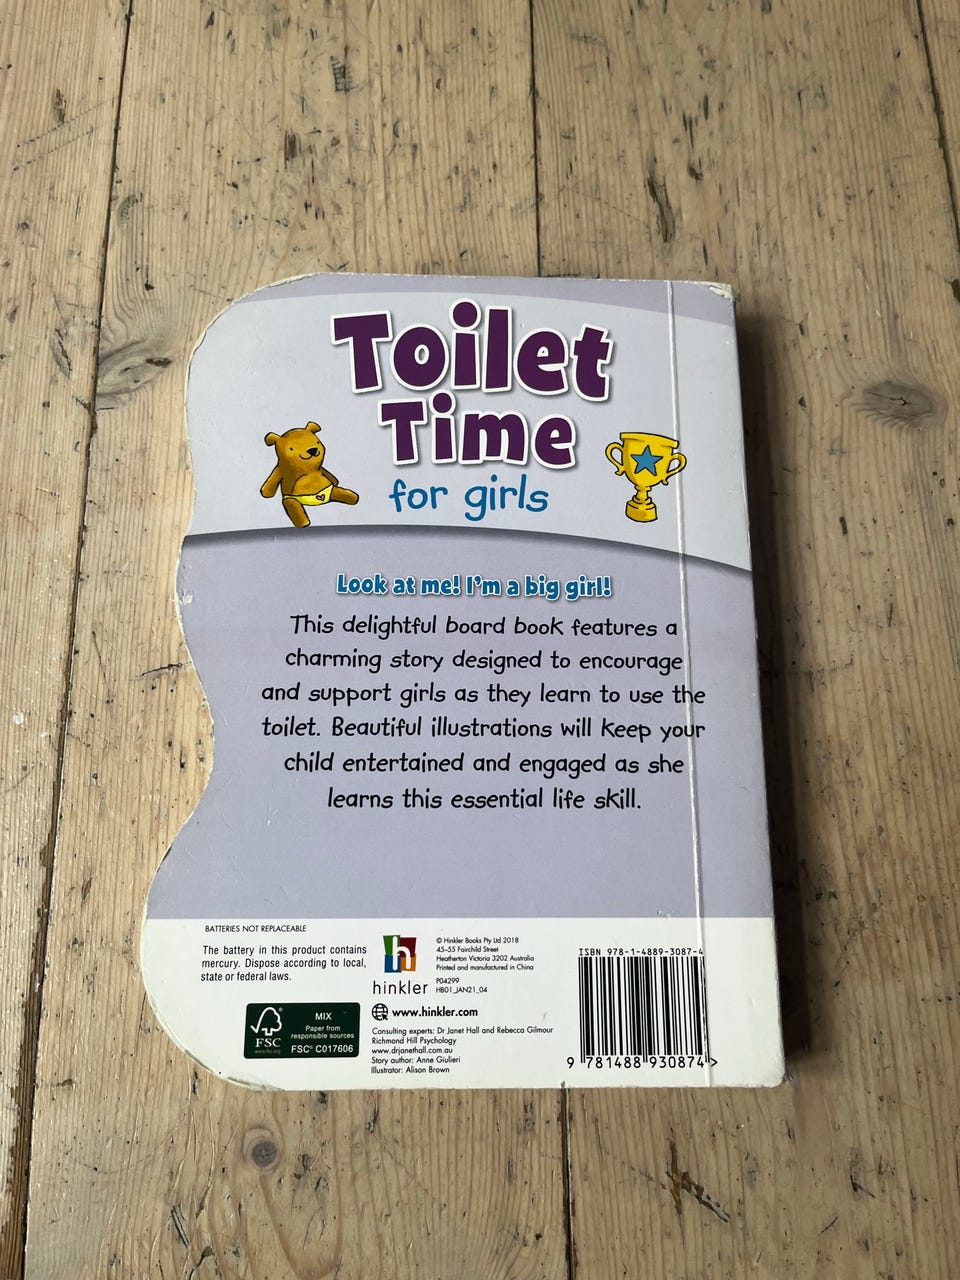 Toilet
Time
for girls
Look at me! I'm a big girl!
This delightful board book features a
charming story designed to encourage
and support girls as they learn to use the
toilet. Beautiful illustrations will keep your
child entertained and engaged as she
learns this essential life skill.
BATTERIES NOT REPLACEABLE
The battery in this product contains
mercury. Dispose according to local,
state or federal laws.
FSC
www.fsc.org
MIX
Paper from
responsible sources
FSC® C017606
h
hinkler
© Hinkler Books Pty Ltd 2018
45–55 Fairchild Street
Heatherton Victoria 3202 Australia
Printed and manufactured in China
P04299
HB01_JAN21_04
www.hinkler.com
Consulting experts: Dr Janet Hall and Rebecca Gilmour
Richmond Hill Psychology
www.drjanethall.com.au
Story author: Anne Giulieri
Illustrator: Alison Brown
ISBN 978-1-4889-3087-4
9 781488 930874 >